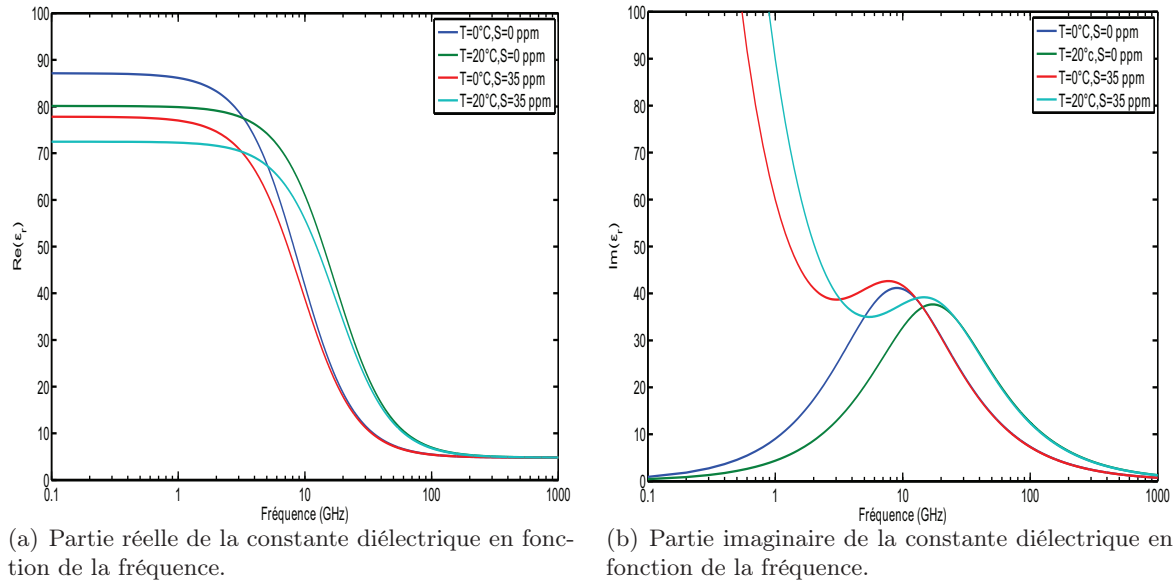 100
90
80
70
60
50
40
30
20
10
0
Re(εr)
T=0°C,S=0 ppm
T=20°C,S=0 ppm
T=0°C,S=35 ppm
T=20°C,S=35 ppm
0.1
1
10
100
1000
Fréquence (GHz)
(a) Partie réelle de la constante diélectrique en fonc-
tion de la fréquence.
100
90
80
70
60
50
40
30
20
10
0
Im(εr)
T=0°C,S=0 ppm
T=20°c,S=0 ppm
T=0°C,S=35 ppm
T=20°C,S=35 ppm
0.1
1
10
100
1000
Fréquence (GHz)
(b) Partie imaginaire de la constante diélectrique en
fonction de la fréquence.